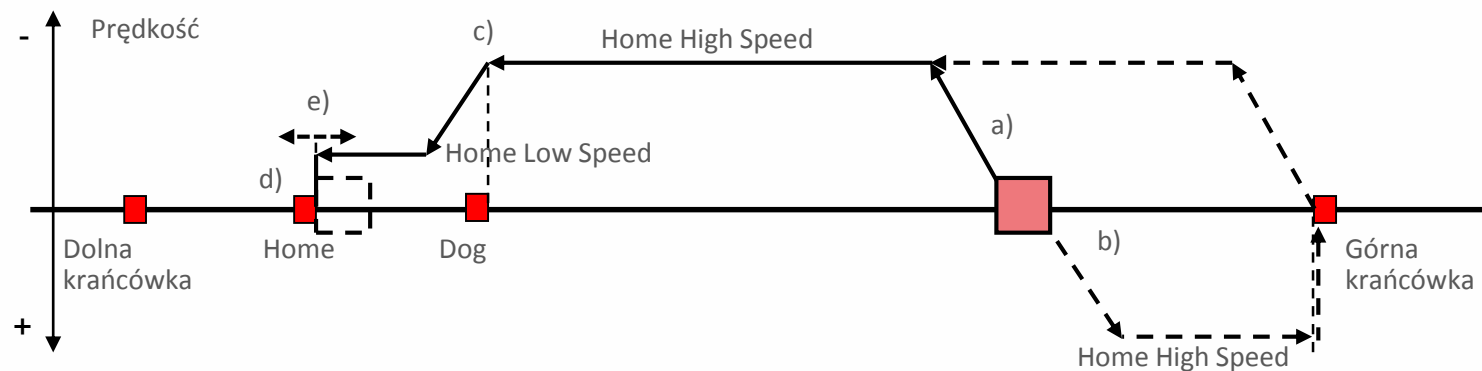 -
Prędkość
c)
Home High Speed
e)
a)
Home Low Speed
d)
b)
Dolna
krańcówka
Home
Dog
Górna
krańcówka
+
Home High Speed